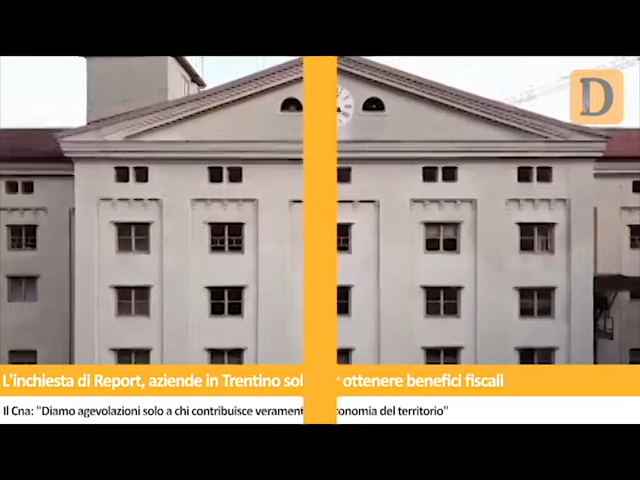 D
L'inchiesta di Report, aziende in Trentino sol ottenere benefici fiscali
Il Cna: "Diamo agevolazioni solo a chi contribuisce verament conomia del territorio"